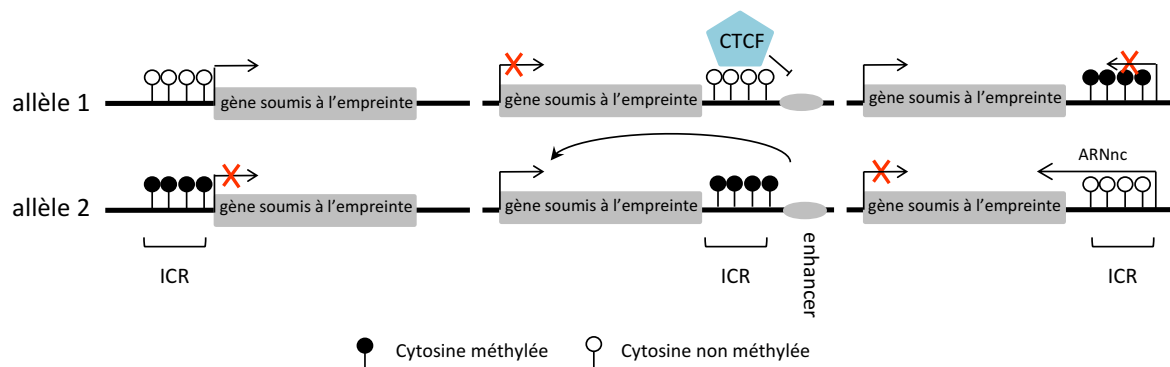 CTCF
allèle 1
gène soumis à l'empreinte
gène soumis à l'empreinte
gène soumis à l'empreinte
ARNnc
allèle 2
gène soumis à l'empreinte
gène soumis à l'empreinte
gène soumis à l'empreinte
ICR
ICR
enhancer
ICR
Cytosine méthylée
Cytosine non méthylée